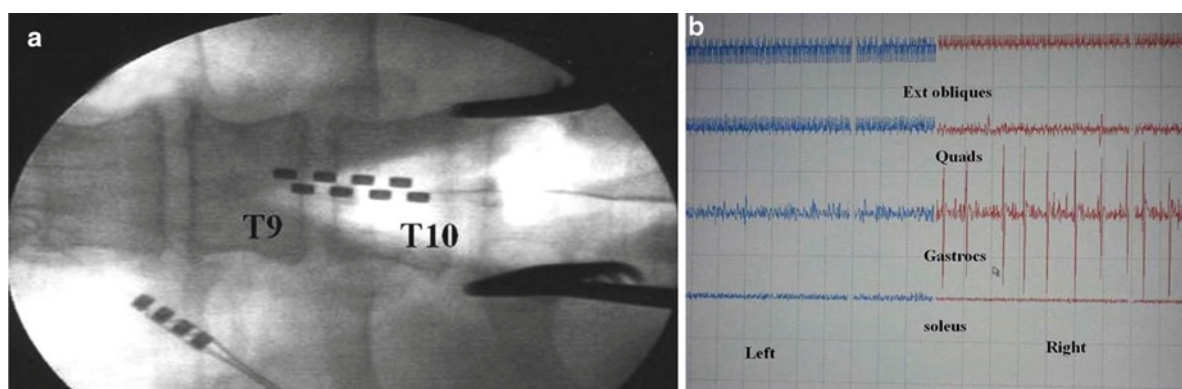 a
T9
T10
b
Ext obliques
Quads
Gastrocs
soleus
Left
Right